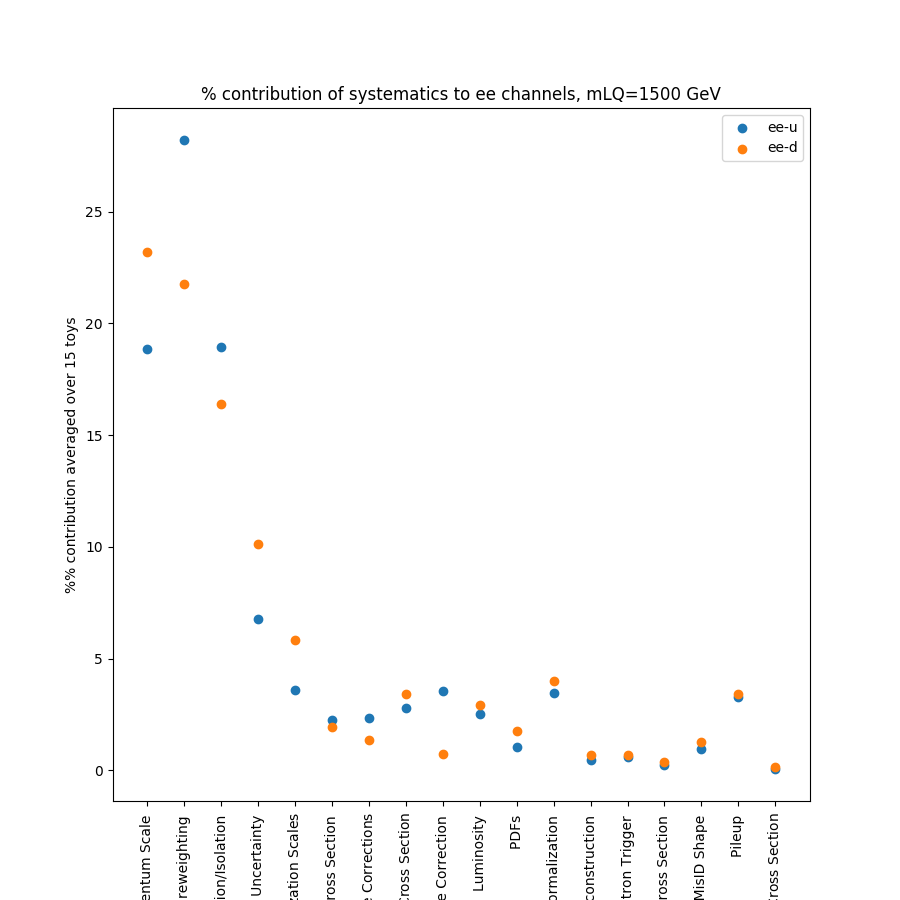 % contribution of systematics to ee channels, mLQ=1500 GeV
ee-u
ee-d
%% contribution averaged over 15 toys
25
20
15
10
5
0
entum Scale
reweighting
ion/Isolation
Uncertainty
zation Scales
ross Section
e Corrections
Cross Section
e Correction
Luminosity
PDFs
ormalization
construction
tron Trigger
ross Section
MisID Shape
Pileup
ross Section